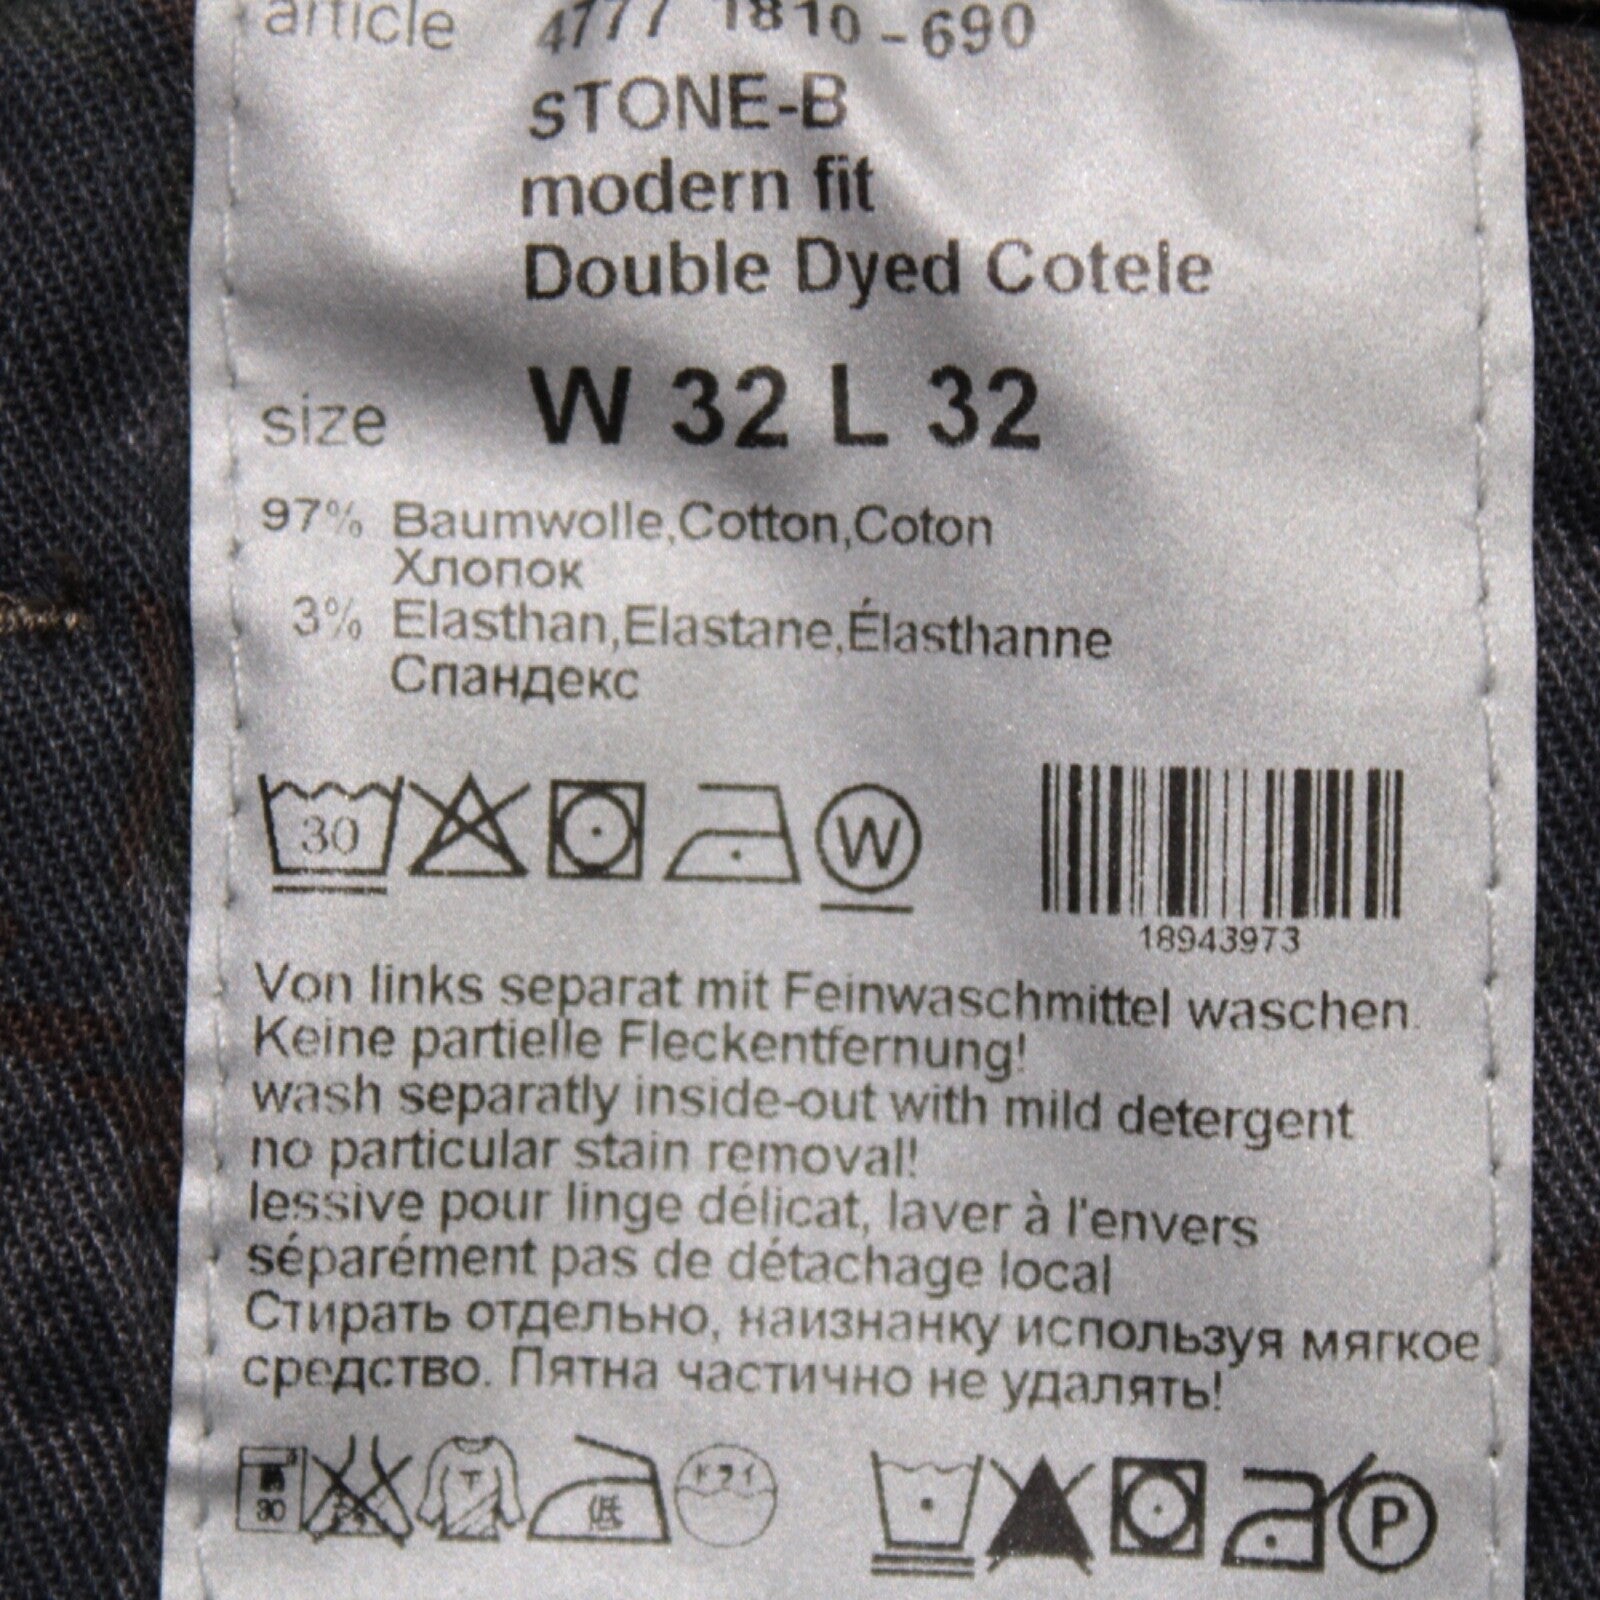 article 4777 1810-690
STONE-B
modern fit
Double Dyed Cotele
size W 32 L 32
97% Baumwolle,Cotton,Coton
Хлопок
3% Elasthan,Elastane,Élasthanne
Спандекс
30 W
18943973
Von links separat mit Feinwaschmittel waschen.
Keine partielle Fleckentfernung!
wash separatly inside-out with mild detergent
no particular stain removal!
lessive pour linge délicat, laver à l'envers
séparément pas de détachage local
Стирать отдельно, наизнанку используя мягкое
средство. Пятна частично не удалять!
30 低 ドライ P